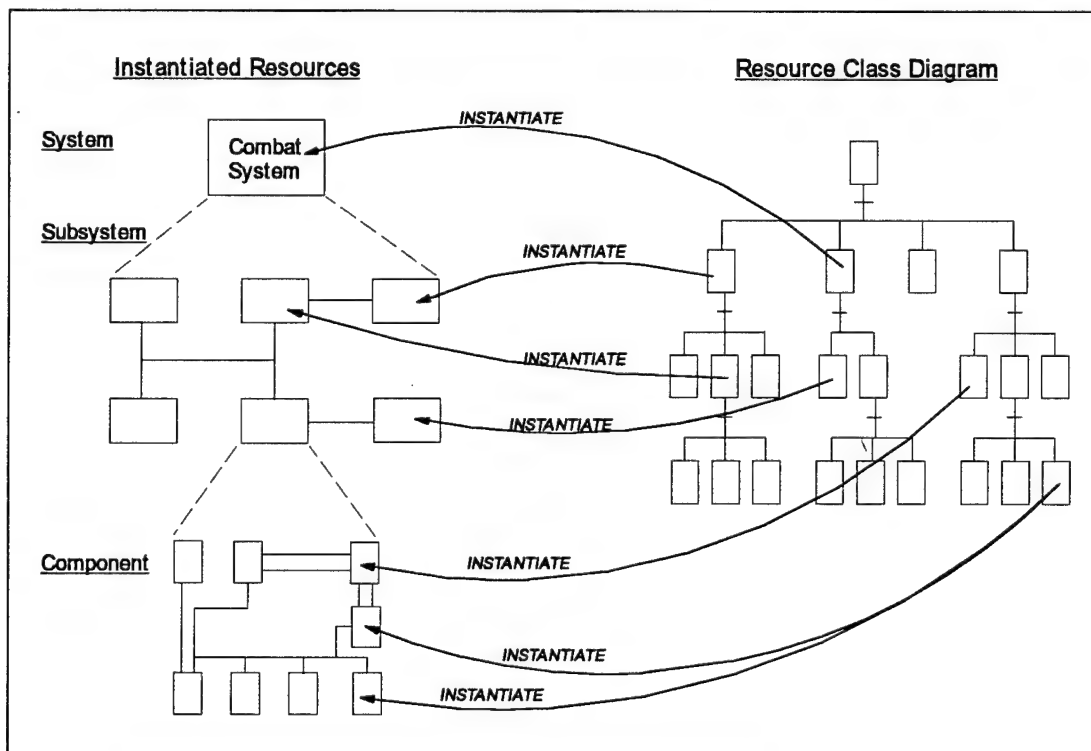 Instantiated Resources
Resource Class Diagram
System
Combat
System
INSTANTIATE
Subsystem
INSTANTIATE
INSTANTIATE
INSTANTIATE
Component
INSTANTIATE
INSTANTIATE
INSTANTIATE